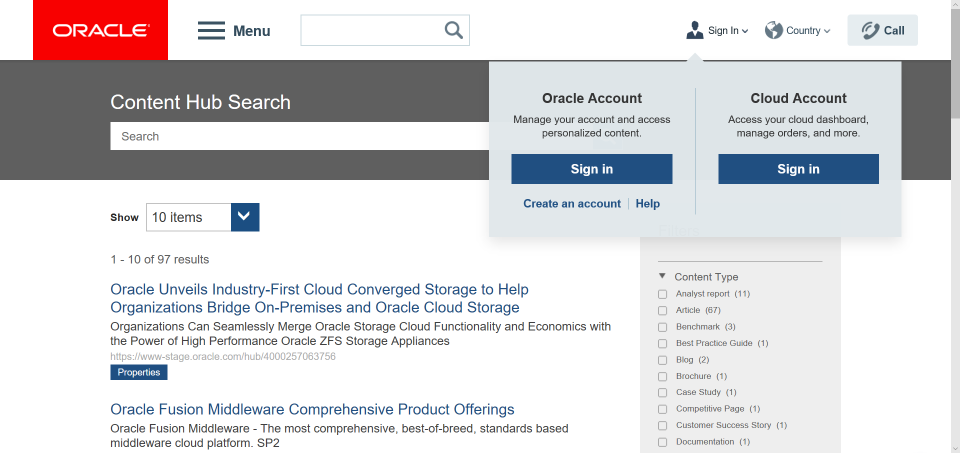 ORACLE
Menu
Sign In
Country
Call
Content Hub Search
Search
Oracle Account
Manage your account and access
personalized content.
Sign in
Create an account | Help
Cloud Account
Access your cloud dashboard,
manage orders, and more.
Sign in
Show
10 items
1 - 10 of 97 results
Oracle Unveils Industry-First Cloud Converged Storage to Help
Organizations Bridge On-Premises and Oracle Cloud Storage
Organizations Can Seamlessly Merge Oracle Storage Cloud Functionality and Economics with
the Power of High Performance Oracle ZFS Storage Appliances
https://www-stage.oracle.com/hub/4000257063756
Properties
Oracle Fusion Middleware Comprehensive Product Offerings
Oracle Fusion Middleware - The most comprehensive, best-of-breed, standards based
middleware cloud platform. SP2
Content Type
Analyst report (11)
Article (67)
Benchmark (3)
Best Practice Guide (1)
Blog (2)
Brochure (1)
Case Study (1)
Competitive Page (1)
Customer Success Story (1)
Documentation (1)